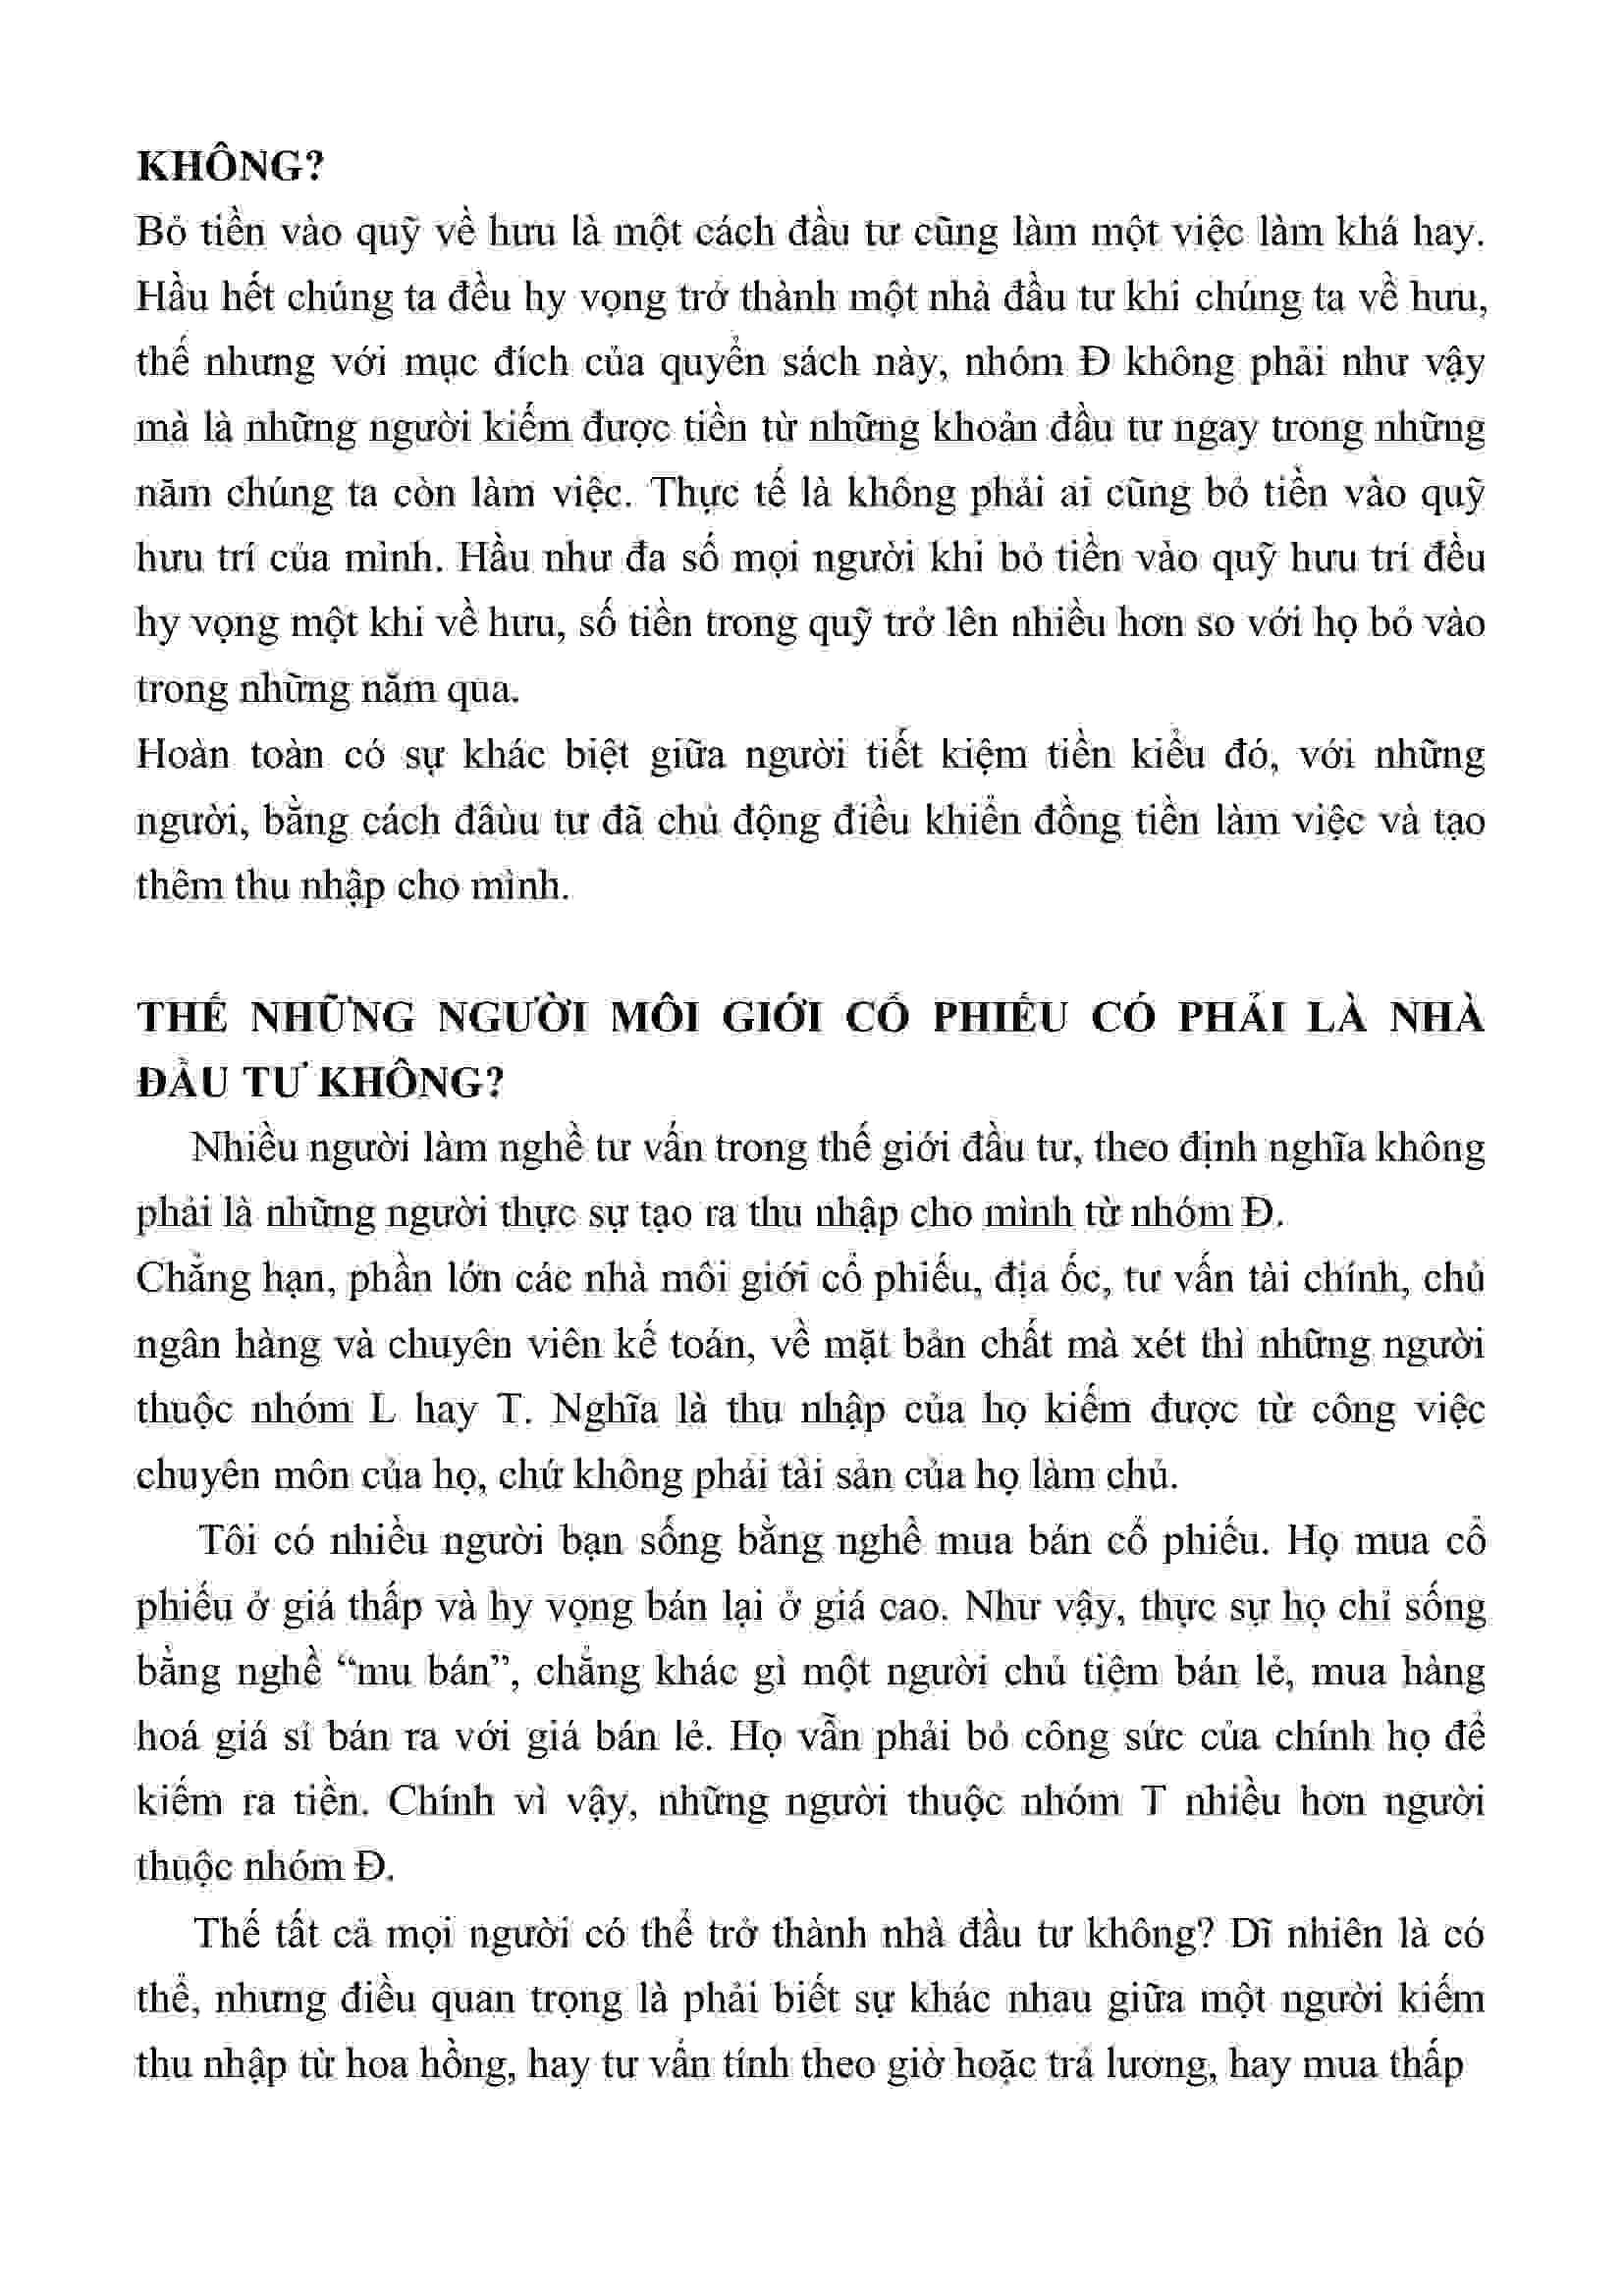 KHÔNG?
Bỏ tiền vào quỹ về hưu là một cách đầu tư cũng làm một việc làm khá hay.
Hầu hết chúng ta đều hy vọng trở thành một nhà đầu tư khi chúng ta về hưu,
thế nhưng với mục đích của quyển sách này, nhóm Đ không phải như vậy
mà là những người kiếm được tiền từ những khoản đầu tư ngay trong những
năm chúng ta còn làm việc. Thực tế là không phải ai cũng bỏ tiền vào quỹ
hưu trí của mình. Hầu như đa số mọi người khi bỏ tiền vào quỹ hưu trí đều
hy vọng một khi về hưu, số tiền trong quỹ trở lên nhiều hơn so với họ bỏ vào
trong những năm qua.
Hoàn toàn có sự khác biệt giữa người tiết kiệm tiền kiểu đó, với những
người, bằng cách đâùu tư đã chủ động điều khiển đồng tiền làm việc và tạo
thêm thu nhập cho mình.
THẾ NHỮNG NGƯỜI MÔI GIỚI CỔ PHIẾU CÓ PHẢI LÀ NHÀ
ĐẦU TƯ KHÔNG?
Nhiều người làm nghề tư vấn trong thế giới đầu tư, theo định nghĩa không
phải là những người thực sự tạo ra thu nhập cho mình từ nhóm Đ.
Chẳng hạn, phần lớn các nhà môi giới cổ phiếu, địa ốc, tư vấn tài chính, chủ
ngân hàng và chuyên viên kế toán, về mặt bản chất mà xét thì những người
thuộc nhóm L hay T. Nghĩa là thu nhập của họ kiếm được từ công việc
chuyên môn của họ, chứ không phải tài sản của họ làm chủ.
Tôi có nhiều người bạn sống bằng nghề mua bán cổ phiếu. Họ mua cổ
phiếu ở giá thấp và hy vọng bán lại ở giá cao. Như vậy, thực sự họ chỉ sống
bằng nghề “mu bán”, chẳng khác gì một người chủ tiệm bán lẻ, mua hàng
hoá giá sỉ bán ra với giá bán lẻ. Họ vẫn phải bỏ công sức của chính họ để
kiếm ra tiền. Chính vì vậy, những người thuộc nhóm T nhiều hơn người
thuộc nhóm Đ.
Thế tất cả mọi người có thể trở thành nhà đầu tư không? Dĩ nhiên là có
thể, nhưng điều quan trọng là phải biết sự khác nhau giữa một người kiếm
thu nhập từ hoa hồng, hay tư vấn tính theo giờ hoặc trả lương, hay mua thấp